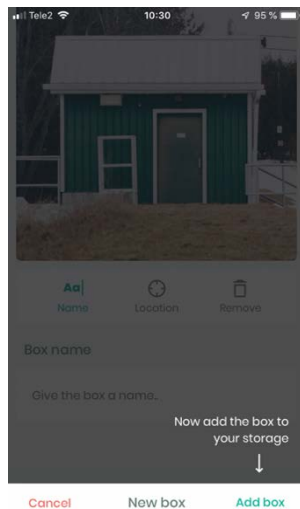 Tele2 10:30 95 %
Aa
Name Location Remove
Box name
Give the box a name..
Now add the box to
your storage
↓
Cancel New box Add box